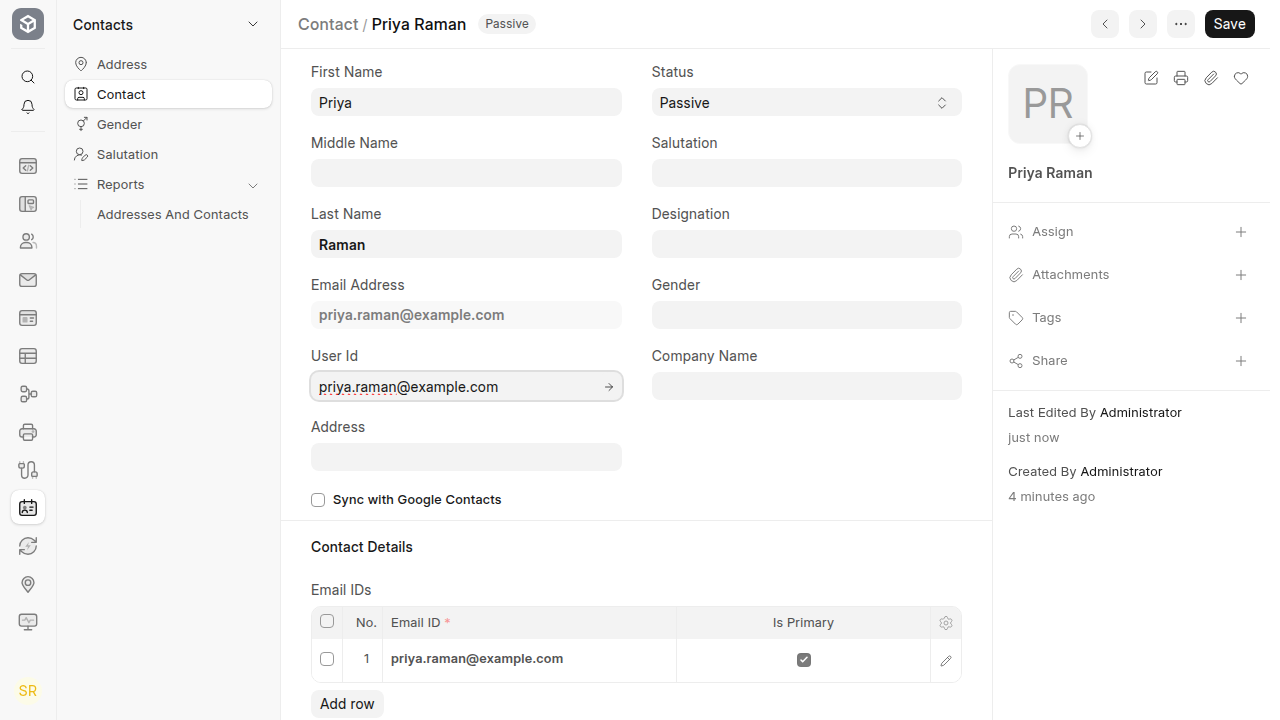 Contacts
Address
Contact
Gender
Salutation
Reports
Addresses And Contacts
SR
Contact / Priya Raman Passive
Save
First Name
Priya
Status
Passive
Middle Name
Salutation
Last Name
Raman
Designation
Email Address
priya.raman@example.com
Gender
User Id
priya.raman@example.com
Company Name
Address
Sync with Google Contacts
Contact Details
Email IDs
No. Email ID * Is Primary
1 priya.raman@example.com
Add row
PR
Priya Raman
Assign
Attachments
Tags
Share
Last Edited By Administrator
just now
Created By Administrator
4 minutes ago